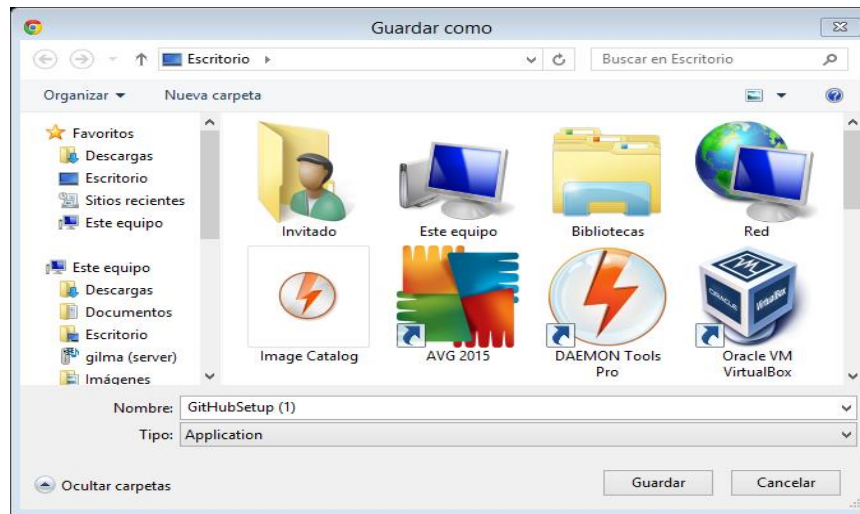 Guardar como
Escritorio
Buscar en Escritorio
Organizar
Nueva carpeta
Favoritos
Descargas
Escritorio
Sitios recientes
Este equipo
Este equipo
Descargas
Documentos
Escritorio
gilma (server)
Imágenes
Invitado
Este equipo
Bibliotecas
Red
Image Catalog
AVG 2015
DAEMON Tools
Pro
ORACLE
VirtualBox
Oracle VM
VirtualBox
Nombre: GitHubSetup (1)
Tipo: Application
Ocultar carpetas
Guardar
Cancelar